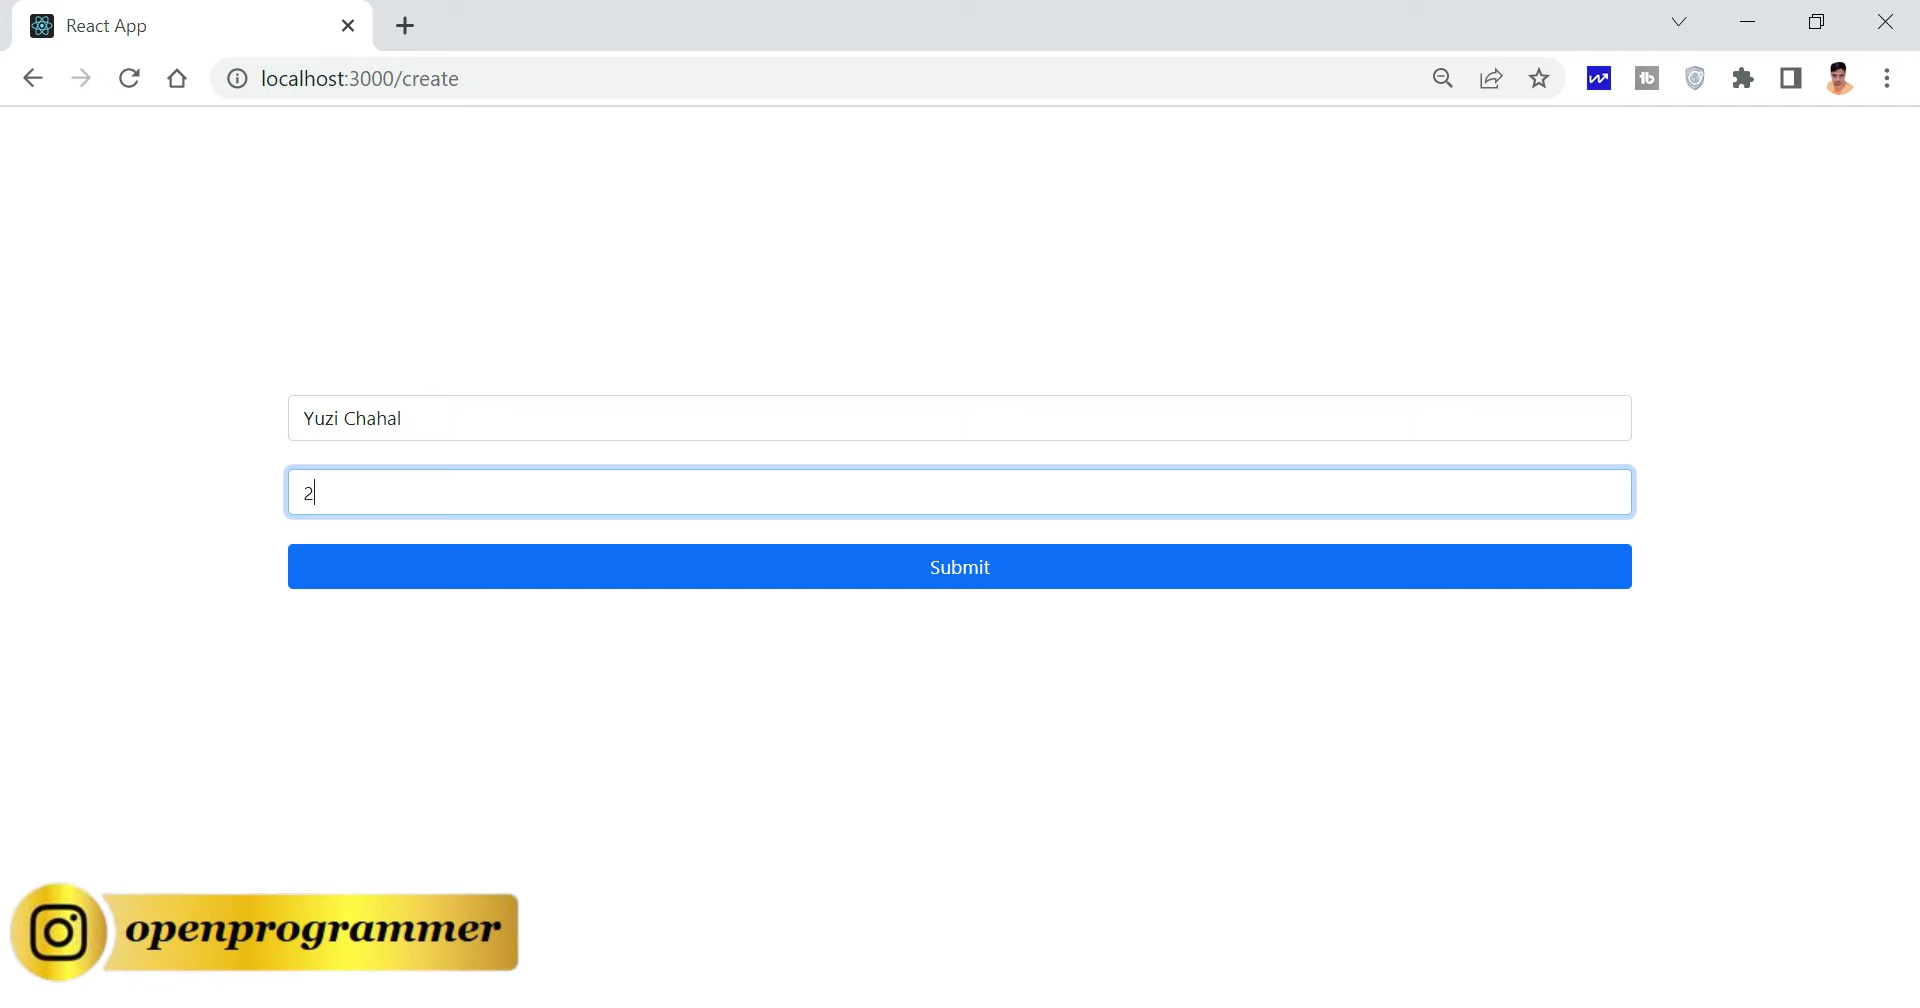 React App
localhost:3000/create
Yuzi Chahal
2
Submit
openprogrammer